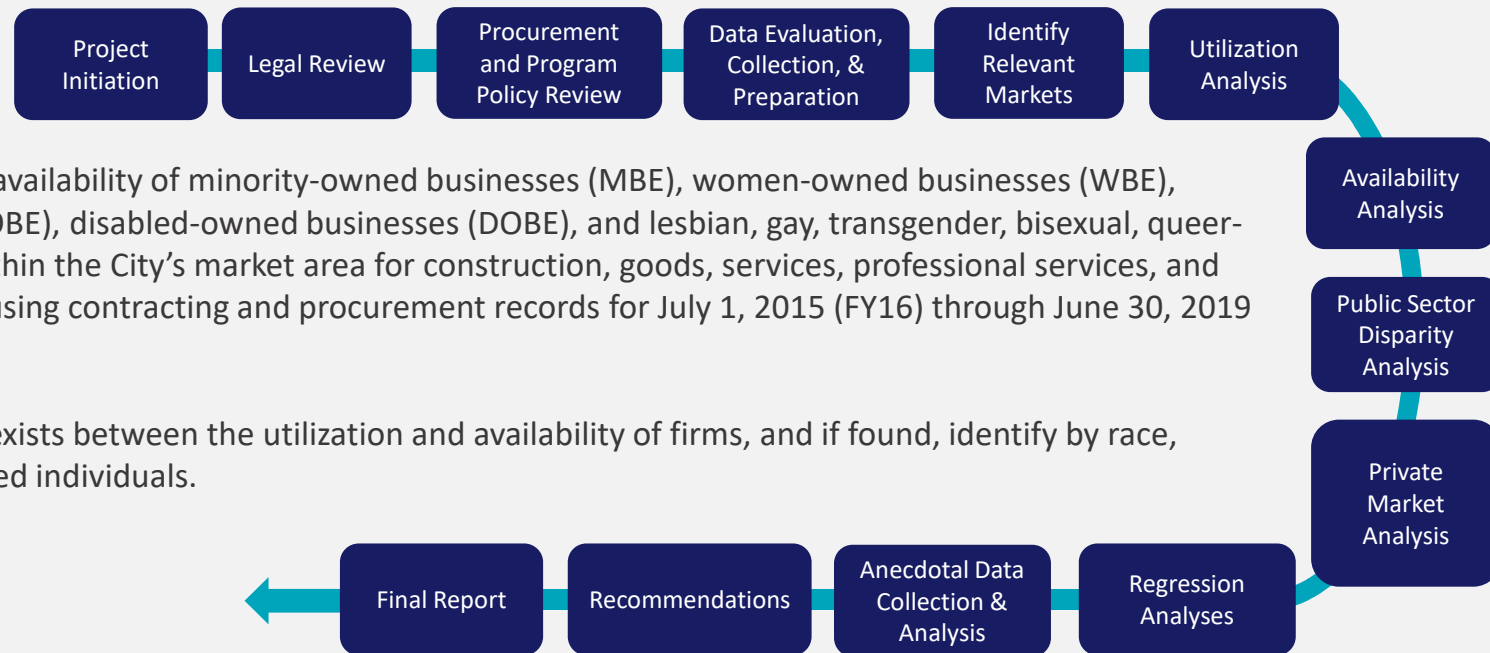 Project
Initiation
Legal Review
Procurement
and Program
Policy Review
Data Evaluation,
Collection, &
Preparation
Identify
Relevant
Markets
Utilization
Analysis
availability of minority-owned businesses (MBE), women-owned businesses (WBE),
OBE), disabled-owned businesses (DOBE), and lesbian, gay, transgender, bisexual, queer-
thin the City’s market area for construction, goods, services, professional services, and
using contracting and procurement records for July 1, 2015 (FY16) through June 30, 2019
exists between the utilization and availability of firms, and if found, identify by race,
ed individuals.
Availability
Analysis
Public Sector
Disparity
Analysis
Private
Market
Analysis
Regression
Analyses
Anecdotal Data
Collection &
Analysis
Recommendations
Final Report